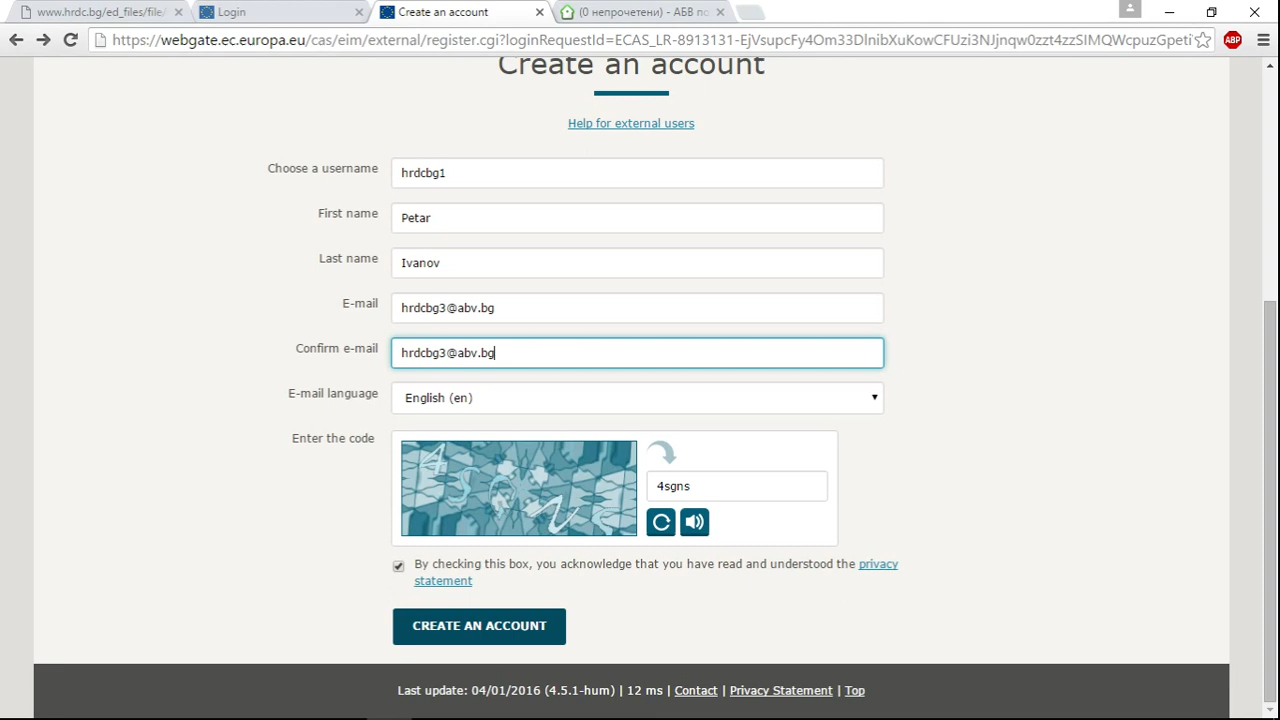 www.hrdc.bg/ed_files/file/
Login
Create an account
(0 непрочетени) - АБВ по
https://webgate.ec.europa.eu/cas/eim/external/register.cgi?loginRequestId=ECAS_LR-8913131-EjVsupcFy4Om33DlnibXuKowCFUzi3NJjnqw0zzt4zzSIMQWcpuzGpeti
ABP
Create an account
Help for external users
Choose a username
hrdcbg1
First name
Petar
Last name
Ivanov
E-mail
hrdcbg3@abv.bg
Confirm e-mail
hrdcbg3@abv.bg
E-mail language
English (en)
Enter the code
4sgns
By checking this box, you acknowledge that you have read and understood the privacy
statement
CREATE AN ACCOUNT
Last update: 04/01/2016 (4.5.1-hum) | 12 ms | Contact | Privacy Statement | Top